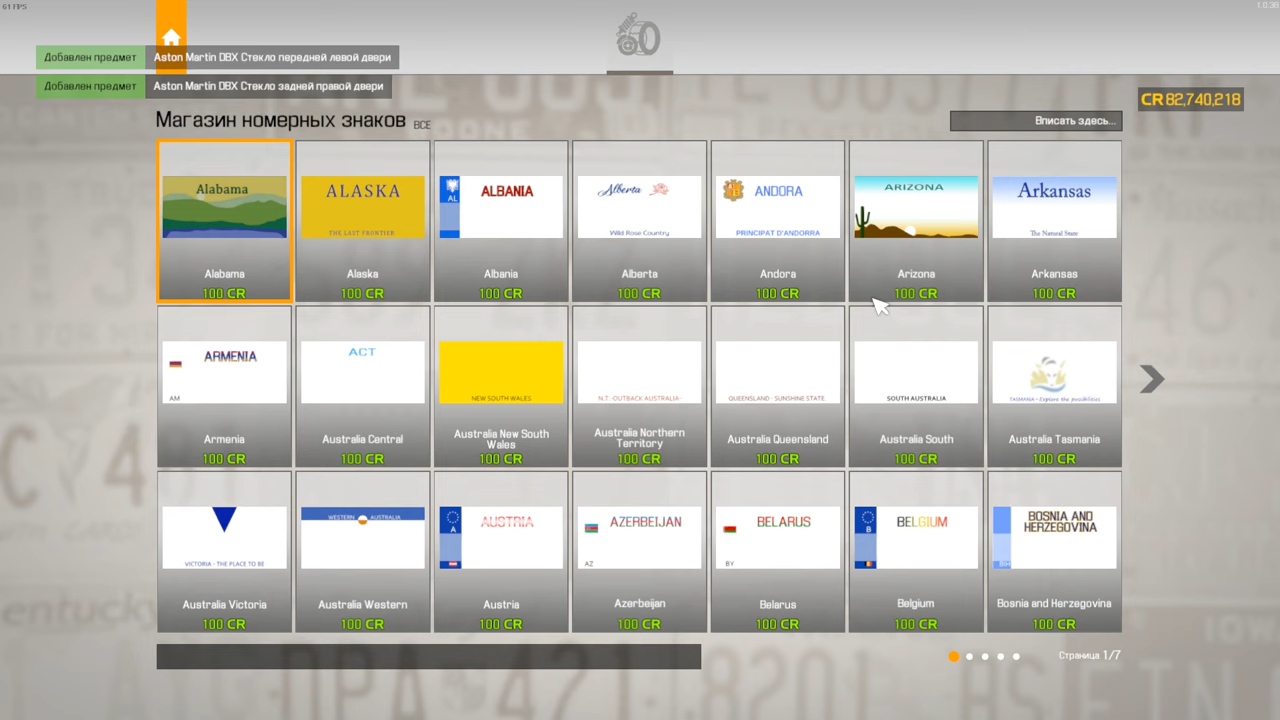 61 FPS
1.0.38
Добавлен предмет
Aston Martin DBX Стекло передней левой двери
Добавлен предмет
Aston Martin DBX Стекло задней правой двери
CR 82,740,218
Магазин номерных знаков ВСЕ
Вписать здесь...
Alabama
ALASKA
THE LAST FRONTIER
AL
ALBANIA
Alberta
Wild Rose Country
ANDORA
PRINCIPAT D'ANDORRA
ARIZONA
Arkansas
The Natural State
Alabama
Alaska
Albania
Alberta
Andora
Arizona
Arkansas
100 CR
100 CR
100 CR
100 CR
100 CR
100 CR
100 CR
ARMENIA
AM
ACT
NEW SOUTH WALES
N.T. -OUTBACK AUSTRALIA-
QUEENSLAND - SUNSHINE STATE
SOUTH AUSTRALIA
TASMANIA - Explore the possibilities
Armenia
Australia Central
Australia New South
Wales
Australia Northern
Territory
Australia Queensland
Australia South
Australia Tasmania
100 CR
100 CR
100 CR
100 CR
100 CR
100 CR
100 CR
VICTORIA - THE PLACE TO BE
WESTERN AUSTRALIA
A
AUSTRIA
AZERBEIJAN
AZ
BELARUS
BY
B
BELGIUM
BOSNIA AND
HERZEGOVINA
BIH
Australia Victoria
Australia Western
Austria
Azerbeijan
Belarus
Belgium
Bosnia and Herzegovina
100 CR
100 CR
100 CR
100 CR
100 CR
100 CR
100 CR
Страница 1/7